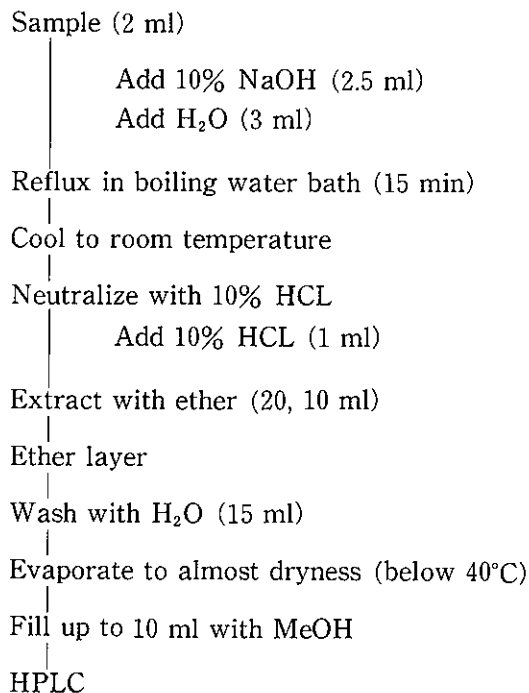 Sample (2 ml)
Add 10% NaOH (2.5 ml)
Add H₂O (3 ml)
Reflux in boiling water bath (15 min)
Cool to room temperature
Neutralize with 10% HCL
Add 10% HCL (1 ml)
Extract with ether (20, 10 ml)
Ether layer
Wash with H₂O (15 ml)
Evaporate to almost dryness (below 40°C)
Fill up to 10 ml with MeOH
HPLC